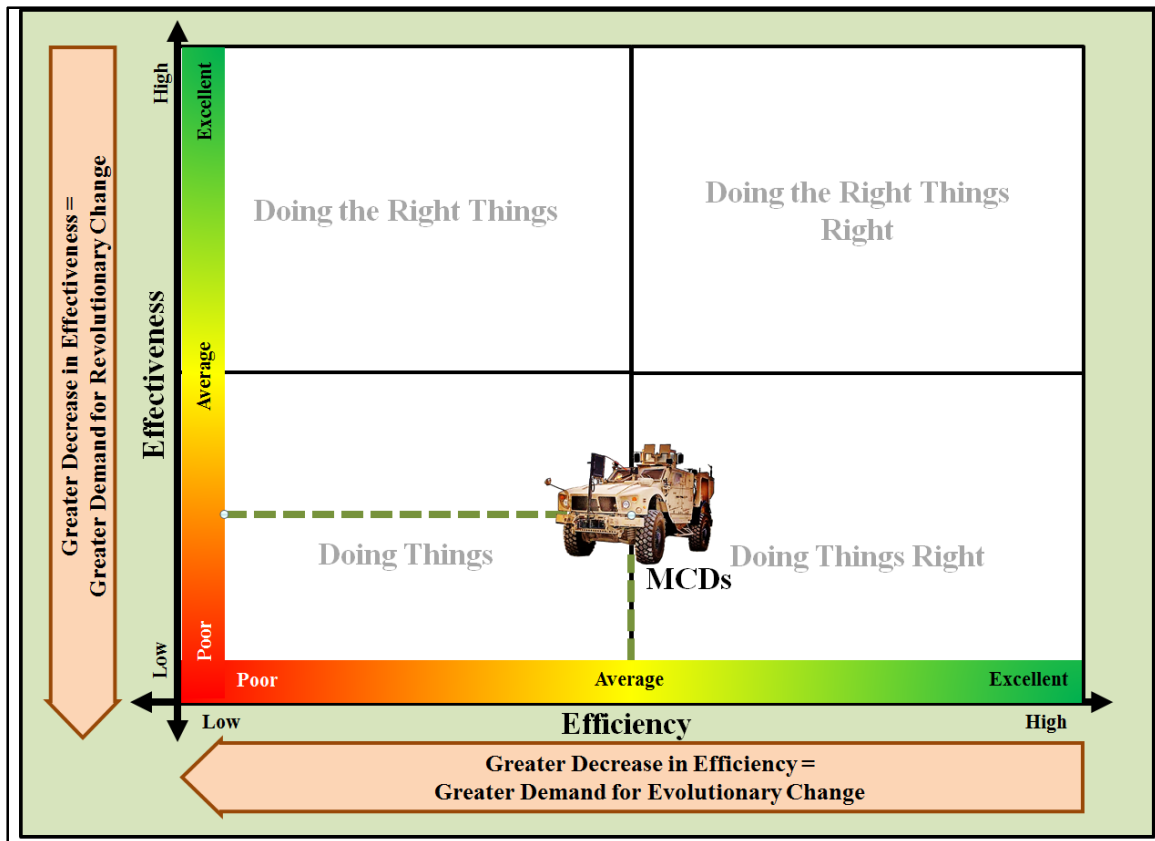 Greater Decrease in Effectiveness =
Greater Demand for Revolutionary Change
Effectiveness
High
Low
Excellent
Average
Poor
Doing the Right Things
Doing the Right Things
Right
Doing Things
Doing Things Right
MCDs
Poor
Average
Excellent
Low
Efficiency
High
Greater Decrease in Efficiency =
Greater Demand for Evolutionary Change